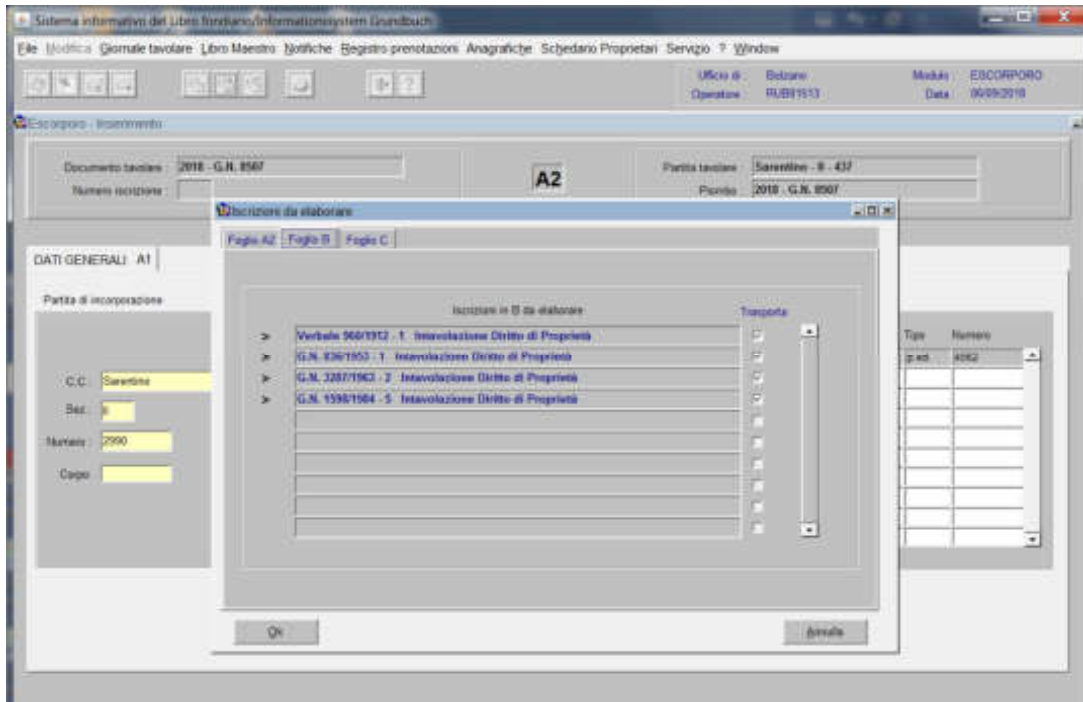 Sistema informativo del Libro fondiario/Informationssystem Grundbuch
File Modifica Giornale tavolare Libro Maestro Notifiche Registro prenotazioni Anagrafiche Schedario Proprietari Servizio ? Window
Ufficio di : Bolzano Modulo : ESCORPORO
Operatore : Data : 06/09/2018
Escorporo - Inserimento
Documento tavolare : 2018 - G.N. 8507 A2 Partita tavolare : Sarentino - II - 437
Numero iscrizione : Piombo : 2018 - G.N. 8507
Iscrizioni da elaborare
Foglio A2 Foglio B Foglio C
DATI GENERALI A1
Partita di incorporazione
Iscrizioni in B da elaborare Trasporta
> Verbale 960/1912 - 1 Intavolazione Diritto di Proprietà
> G.N. 836/1953 - 1 Intavolazione Diritto di Proprietà
> G.N. 3287/1963 - 2 Intavolazione Diritto di Proprietà
> G.N. 1598/1984 - 5 Intavolazione Diritto di Proprietà
Tipo Numero
p.ed. 4062
C.C. : Sarentino
Sez. : II
Numero : 2990
Corpo :
Ok Annulla